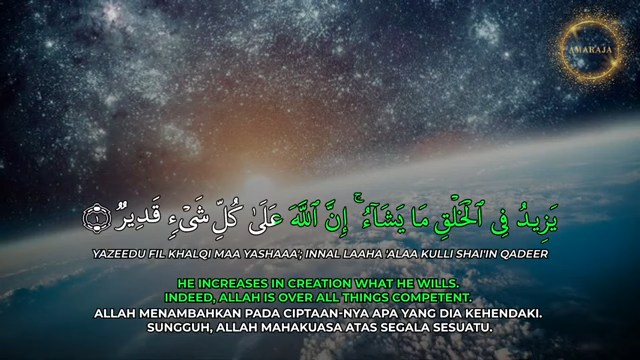 AMARAJA
يَزِيدُ فِي ٱلْخَلْقِ مَا يَشَآءُ ۚ إِنَّ ٱللَّهَ عَلَىٰ كُلِّ شَىْءٍ قَدِيرٌ ١
YAZEEDU FIL KHALQI MAA YASHAAA'; INNAL LAAHA 'ALAA KULLI SHAI'IN QADEER
HE INCREASES IN CREATION WHAT HE WILLS.
INDEED, ALLAH IS OVER ALL THINGS COMPETENT.
ALLAH MENAMBAHKAN PADA CIPTAAN-NYA APA YANG DIA KEHENDAKI.
SUNGGUH, ALLAH MAHAKUASA ATAS SEGALA SESUATU.